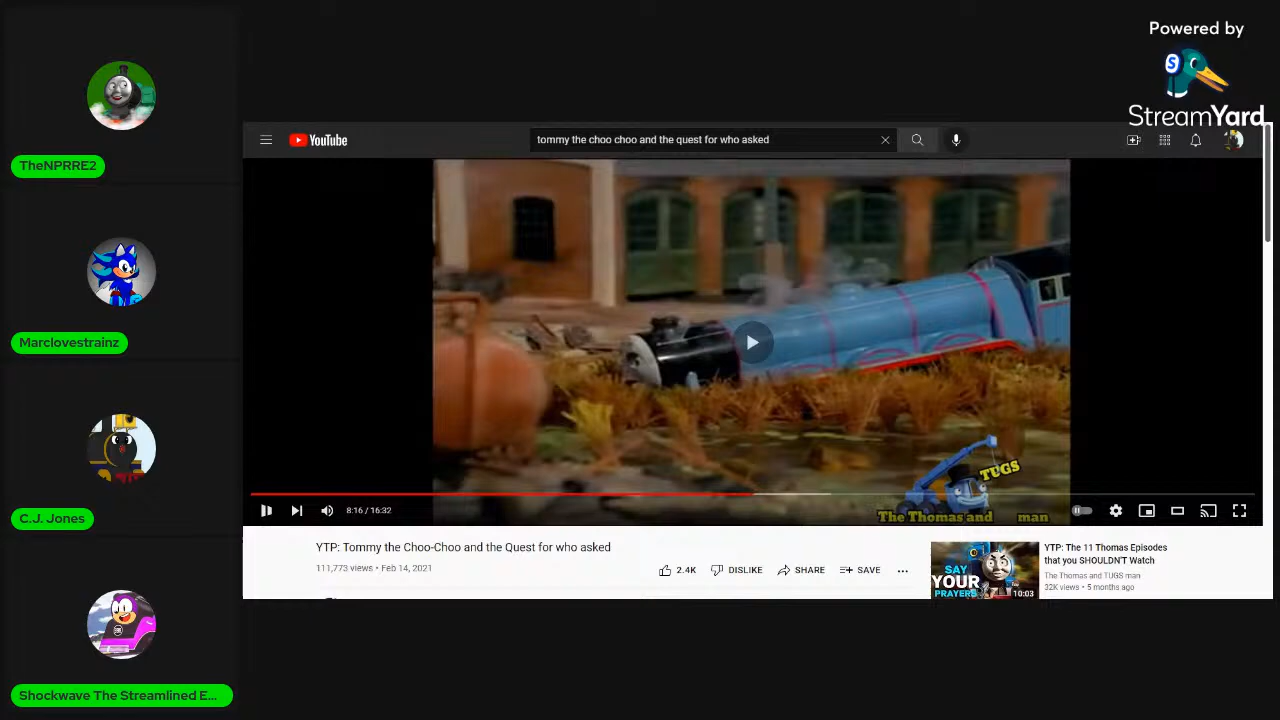 Powered by
StreamYard
TheNPRRE2
Marclovestrainz
C.J. Jones
Shockwave The Streamlined E...
YouTube
tommy the choo choo and the quest for who asked
TUGS
The Thomas and man
8:16 / 16:32
YTP: Tommy the Choo-Choo and the Quest for who asked
111,773 views • Feb 14, 2021
2.4K
DISLIKE
SHARE
SAVE
SAY
YOUR
PRAYERS
10:03
YTP: The 11 Thomas Episodes
that you SHOULDN'T Watch
The Thomas and TUGS man
32K views • 5 months ago